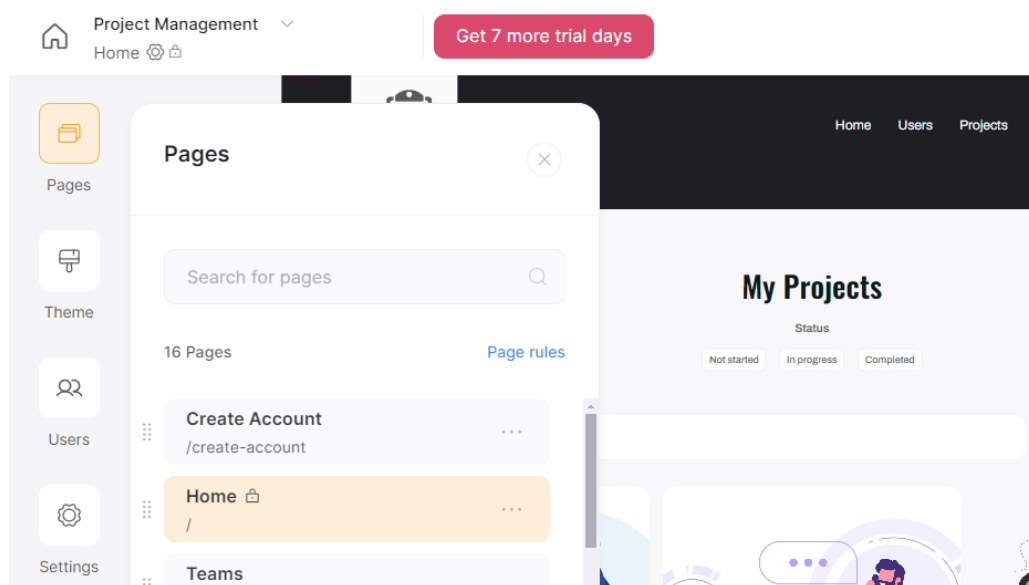 Project Management
Home
Get 7 more trial days
Pages
Theme
Users
Settings
Pages
Search for pages
16 Pages
Page rules
Create Account
/create-account
Home
/
Teams
Home Users Projects
My Projects
Status
Not started In progress Completed